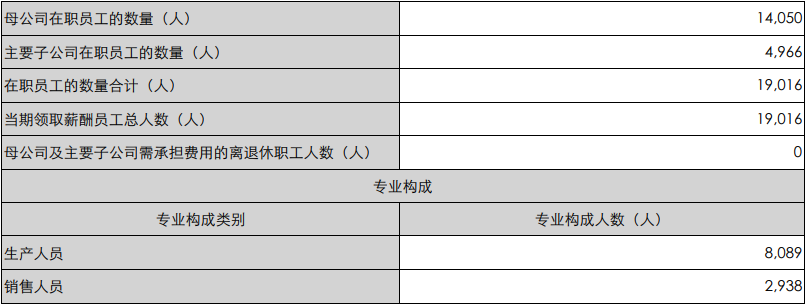 母公司在职员工的数量（人） 14,050
主要子公司在职员工的数量（人） 4,966
在职员工的数量合计（人） 19,016
当期领取薪酬员工总人数（人） 19,016
母公司及主要子公司需承担费用的离退休职工人数（人） 0
专业构成
专业构成类别 专业构成人数（人）
生产人员 8,089
销售人员 2,938